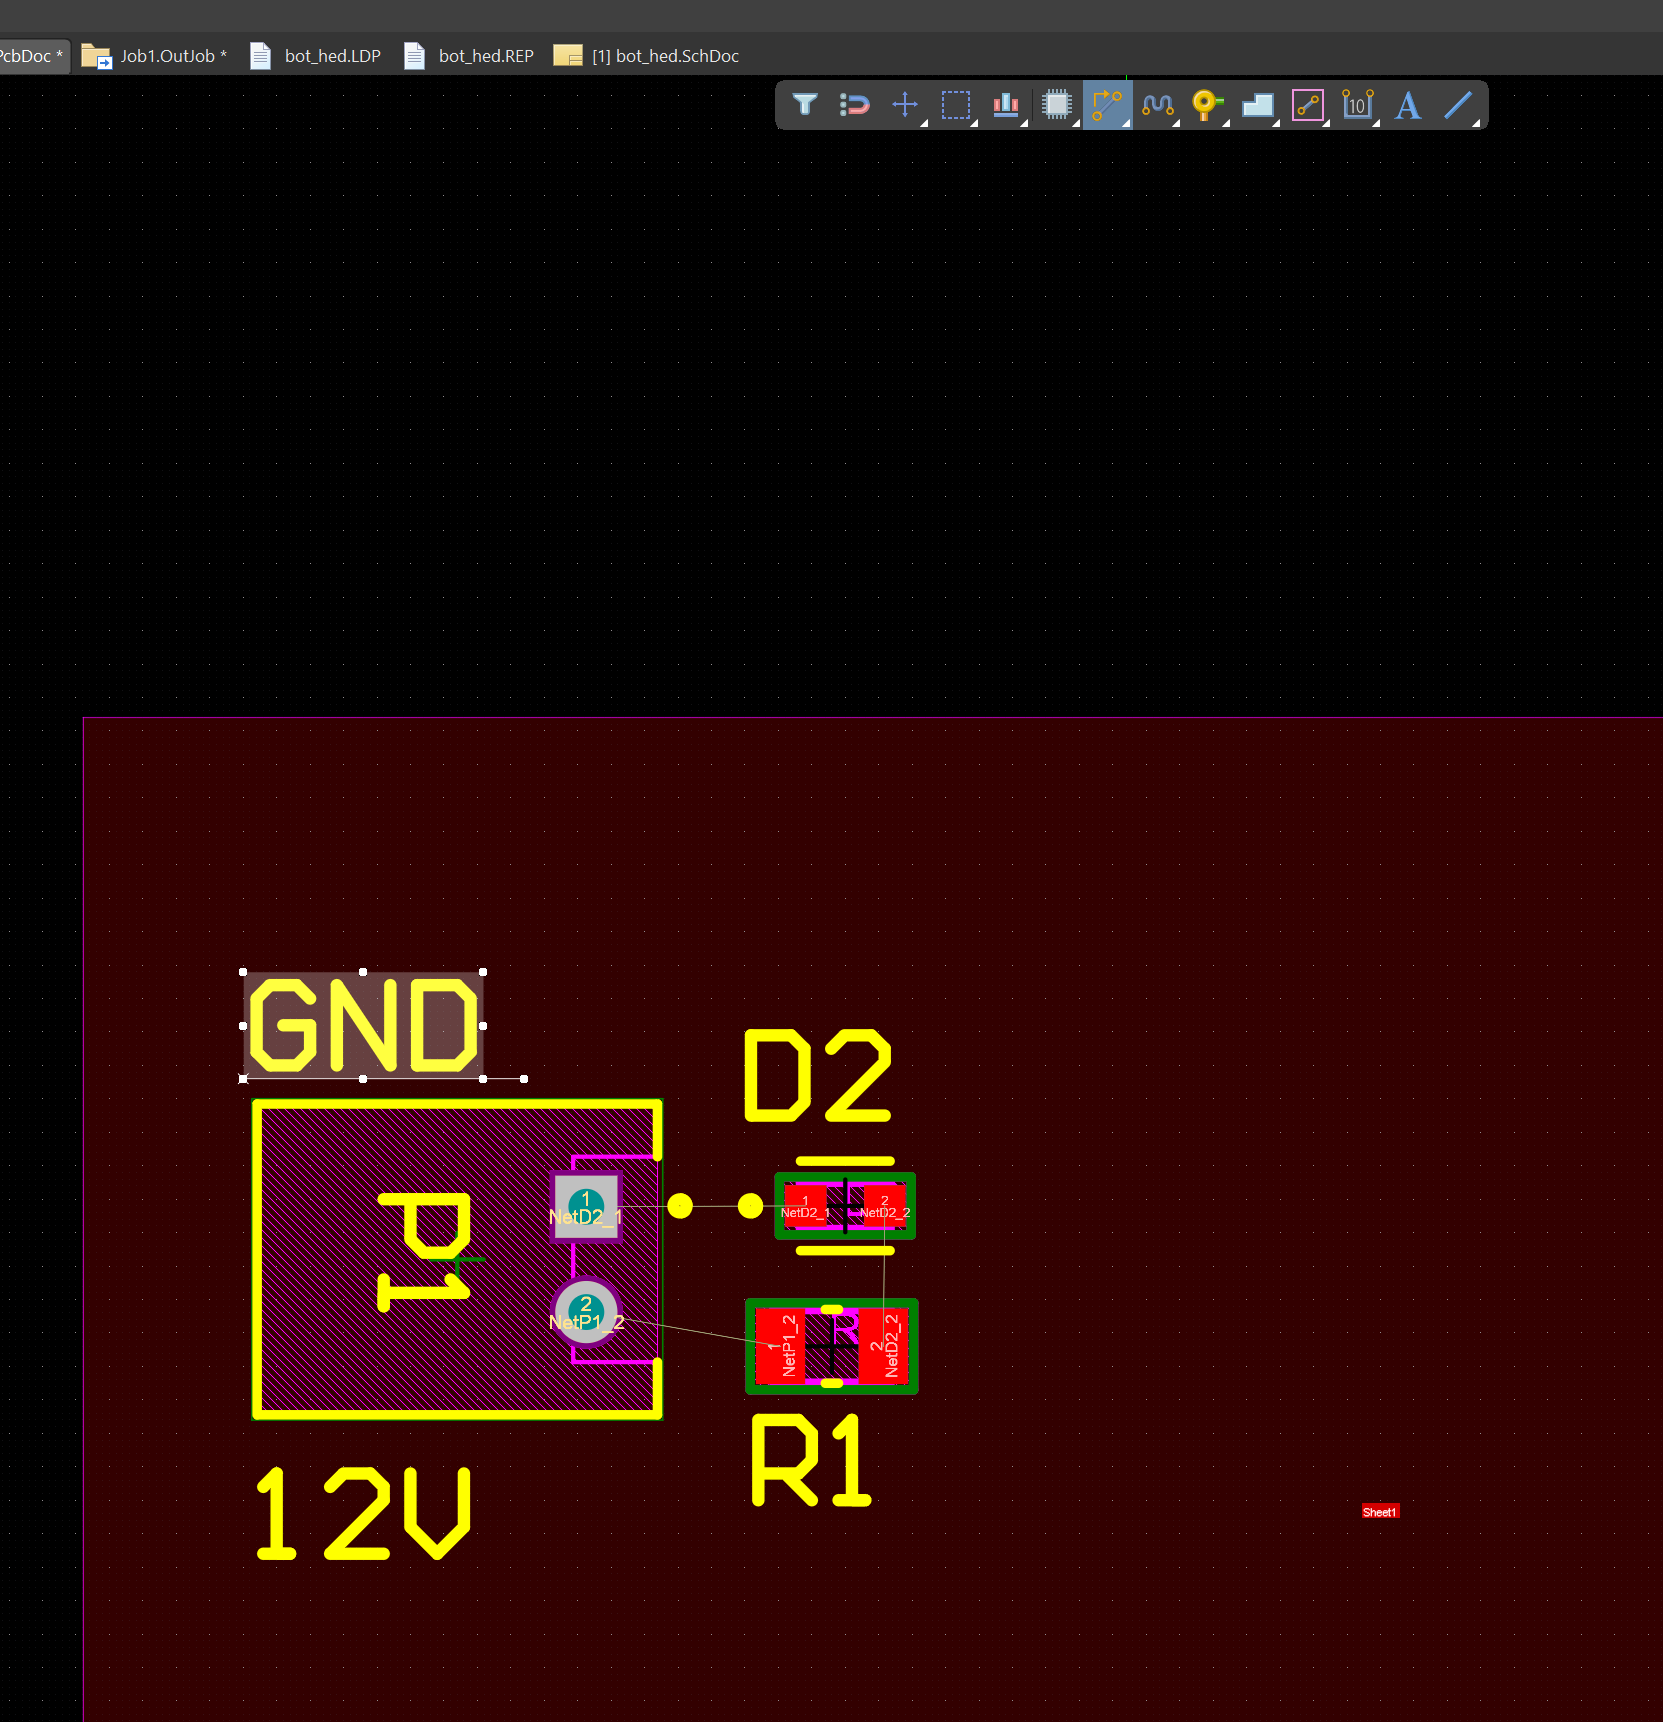 PcbDoc * Job1.OutJob * bot_hed.LDP bot_hed.REP [1] bot_hed.SchDoc
10 A
GND
D2
1
NetD2_1
1
NetD2_1
2
NetD2_2
P1
2
NetP1_2
1
NetP1_2
R
2
NetD2_2
R1
12V
Sheet1